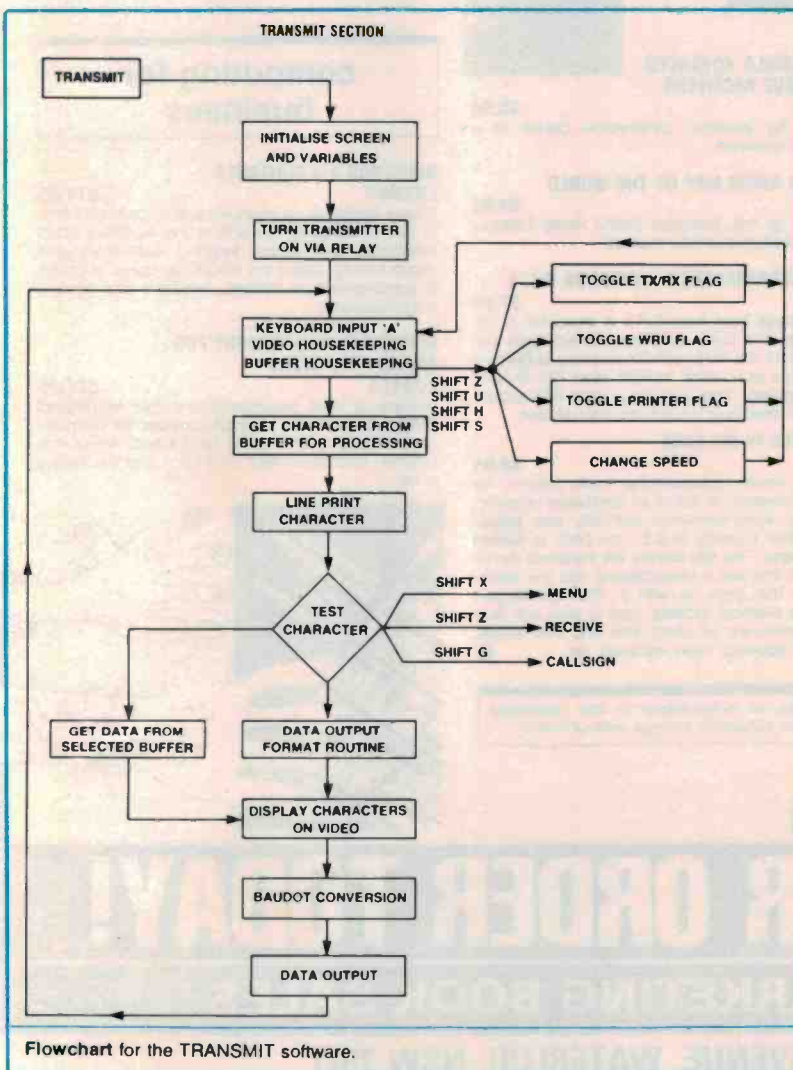 TRANSMIT SECTION
TRANSMIT
INITIALISE SCREEN
AND VARIABLES
TURN TRANSMITTER
ON VIA RELAY
KEYBOARD INPUT 'A'
VIDEO HOUSEKEEPING
BUFFER HOUSEKEEPING
SHIFT Z
SHIFT U
SHIFT H
SHIFT S
TOGGLE TX/RX FLAG
TOGGLE WRU FLAG
TOGGLE PRINTER FLAG
CHANGE SPEED
GET CHARACTER FROM
BUFFER FOR PROCESSING
LINE PRINT
CHARACTER
TEST
CHARACTER
SHIFT X
MENU
SHIFT Z
RECEIVE
SHIFT G
CALLSIGN
GET DATA FROM
SELECTED BUFFER
DATA OUTPUT
FORMAT ROUTINE
DISPLAY CHARACTERS
ON VIDEO
BAUDOT CONVERSION
DATA OUTPUT
Flowchart for the TRANSMIT software.